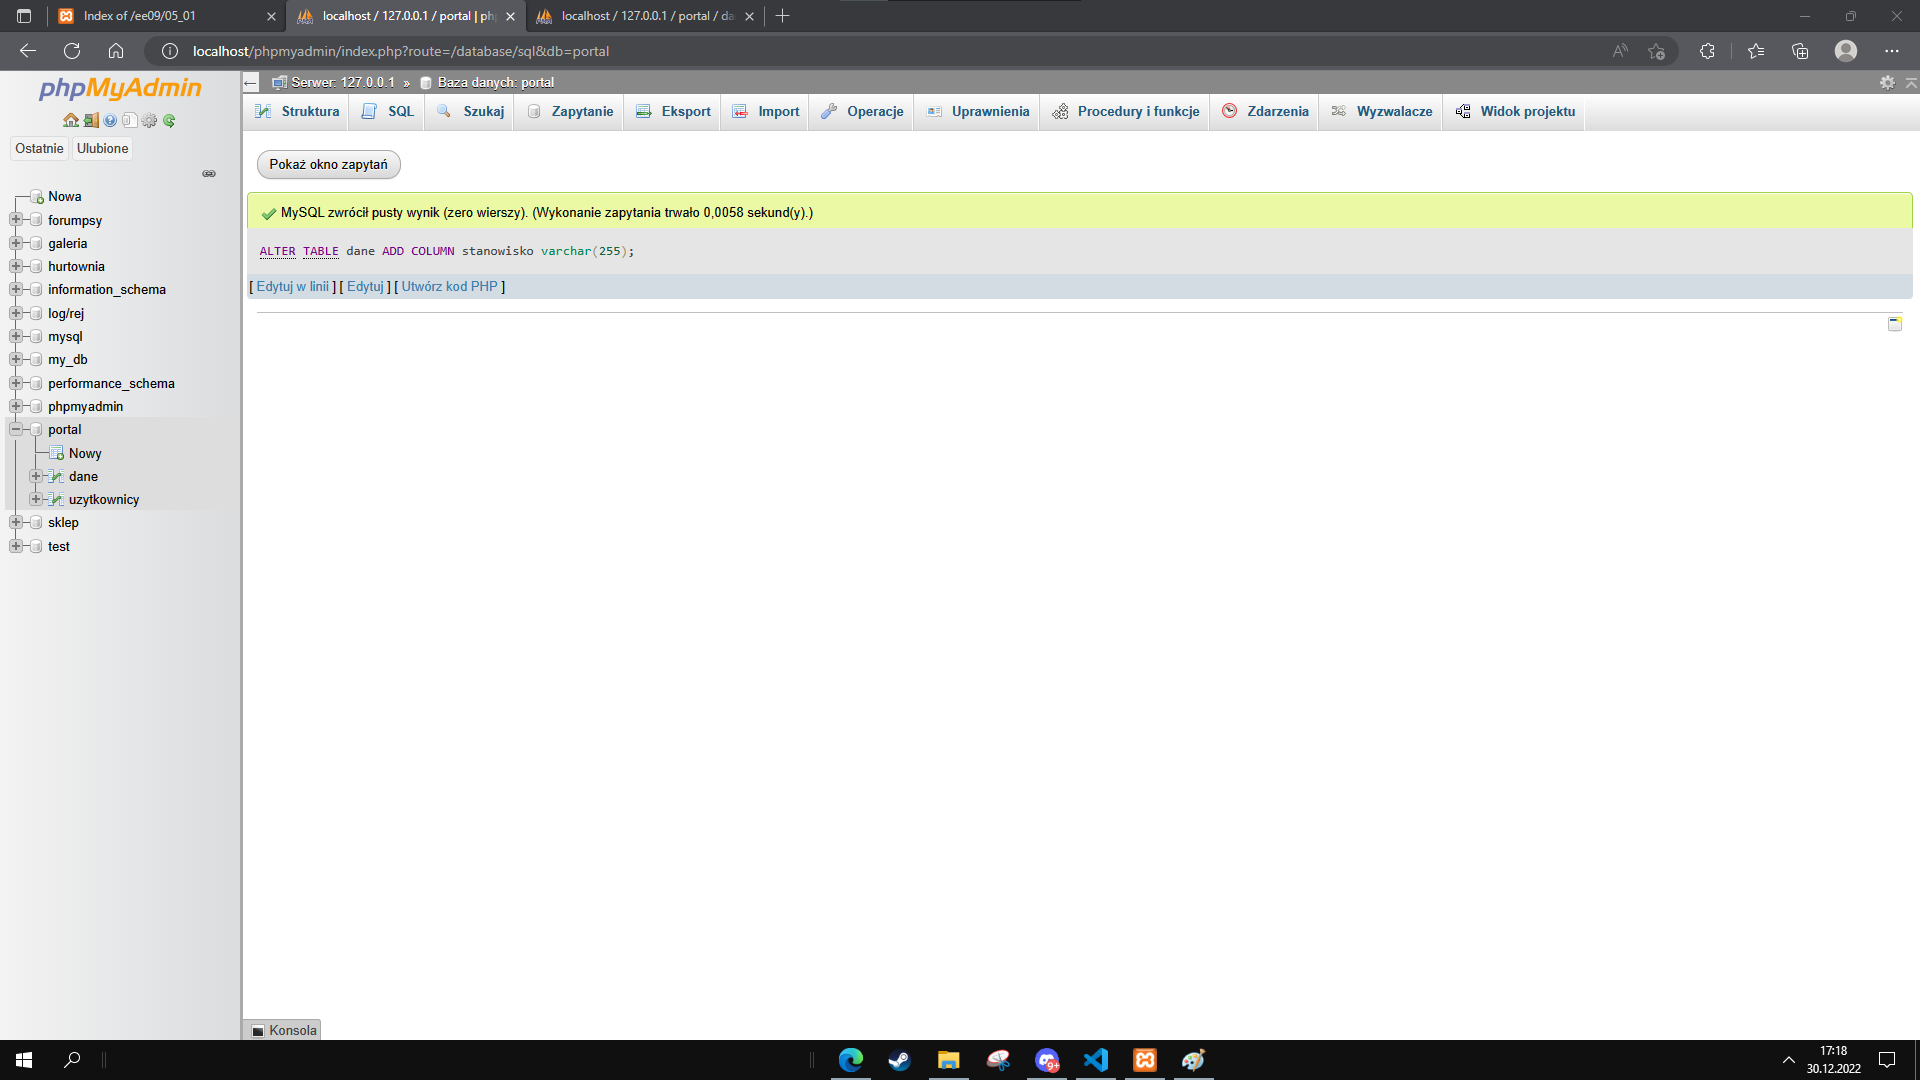 Index of /ee09/05_01
localhost / 127.0.0.1 / portal | ph
localhost / 127.0.0.1 / portal / da
localhost/phpmyadmin/index.php?route=/database/sql&db=portal
phpMyAdmin
Ostatnie Ulubione
Nowa
forumpsy
galeria
hurtownia
information_schema
log/rej
mysql
my_db
performance_schema
phpmyadmin
portal
Nowy
dane
uzytkownicy
sklep
test
Serwer: 127.0.0.1 » Baza danych: portal
Struktura SQL Szukaj Zapytanie Eksport Import Operacje Uprawnienia Procedury i funkcje Zdarzenia Wyzwalacze Widok projektu
Pokaż okno zapytań
MySQL zwrócił pusty wynik (zero wierszy). (Wykonanie zapytania trwało 0,0058 sekund(y).)
ALTER TABLE dane ADD COLUMN stanowisko varchar(255);
[ Edytuj w linii ] [ Edytuj ] [ Utwórz kod PHP ]
Konsola
9+
17:18
30.12.2022